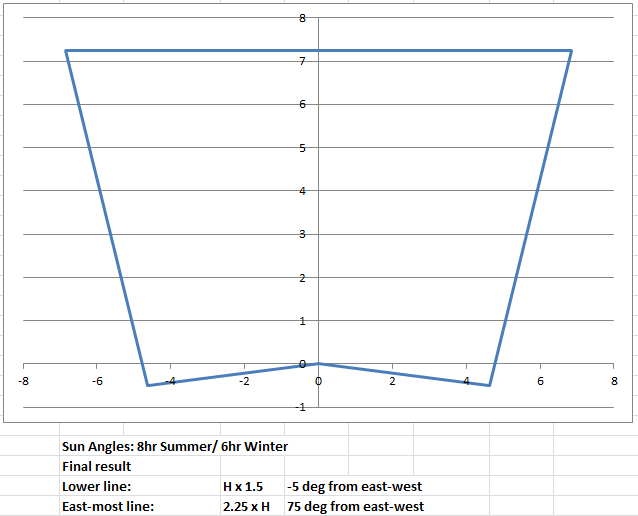 8
7
6
5
4
3
2
1
0
-8 -6 -4 -2 0 2 4 6 8
-1
Sun Angles: 8hr Summer/ 6hr Winter
Final result
Lower line: H x 1.5 -5 deg from east-west
East-most line: 2.25 x H 75 deg from east-west